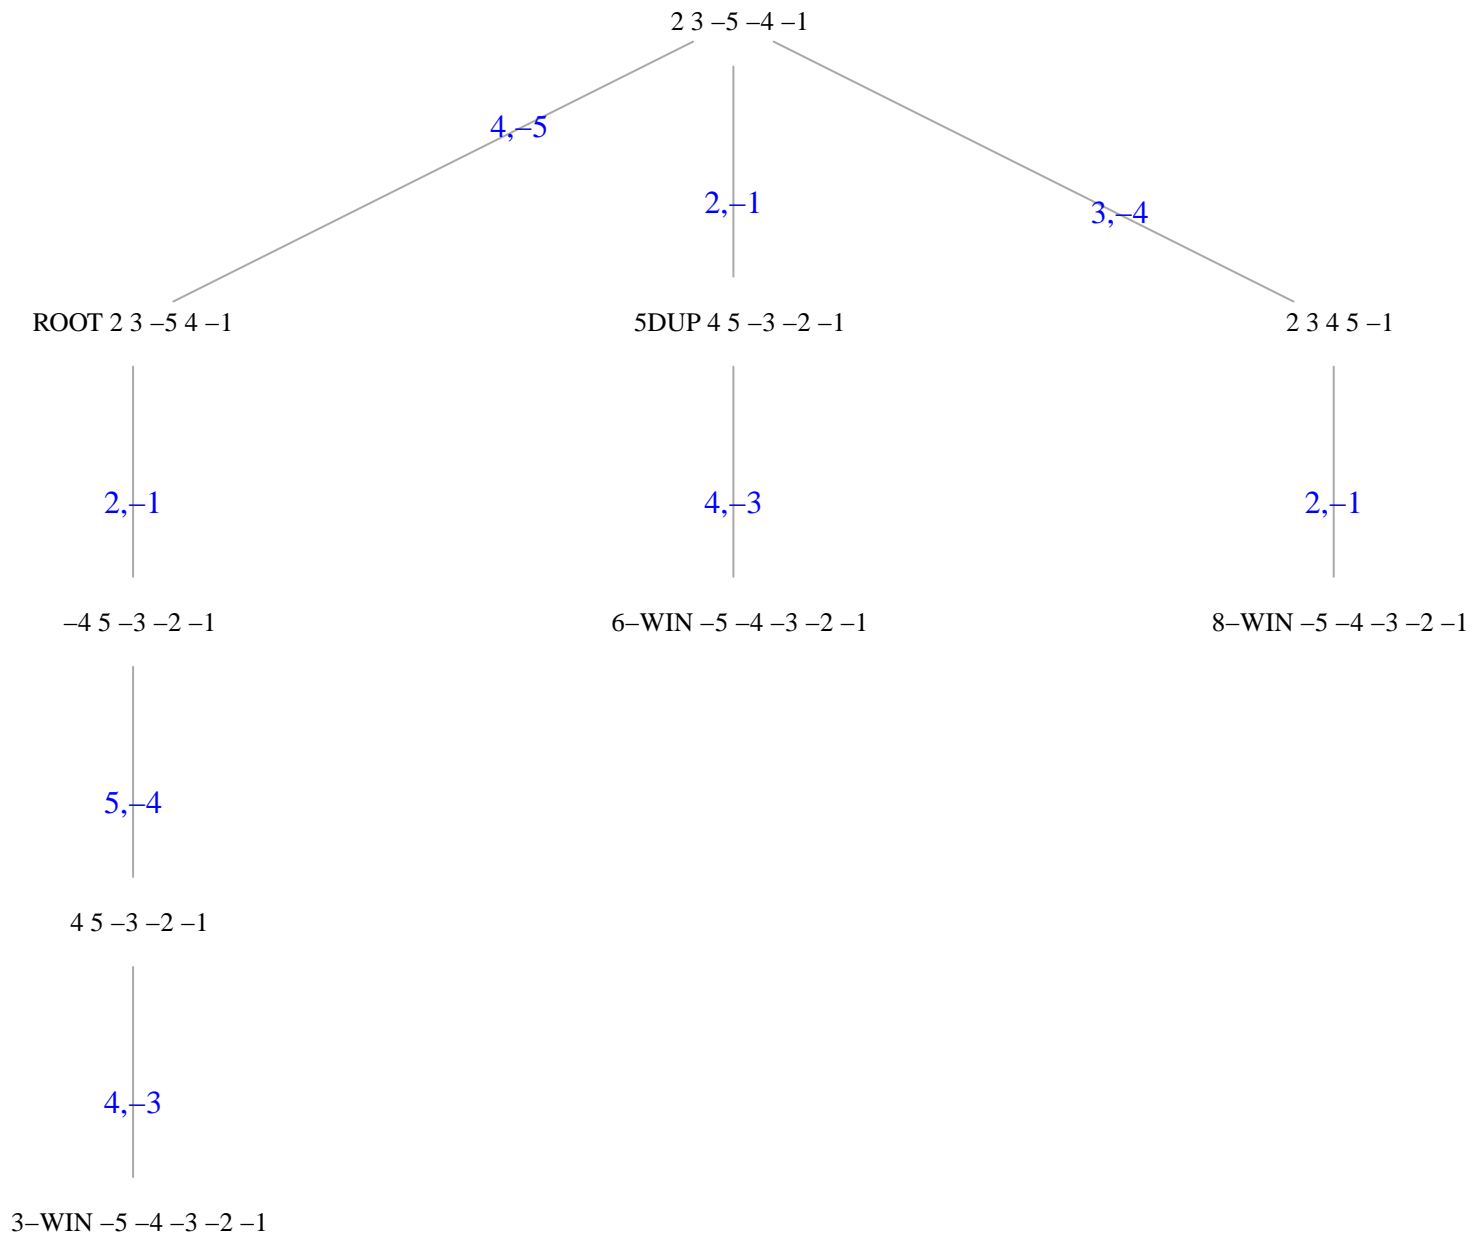 2 3 –5 –4 –1
4,–5
2,–1
3,–4
ROOT 2 3 –5 4 –1
5DUP 4 5 –3 –2 –1
2 3 4 5 –1
2,–1
4,–3
2,–1
–4 5 –3 –2 –1
6–WIN –5 –4 –3 –2 –1
8–WIN –5 –4 –3 –2 –1
5,–4
4 5 –3 –2 –1
4,–3
3–WIN –5 –4 –3 –2 –1